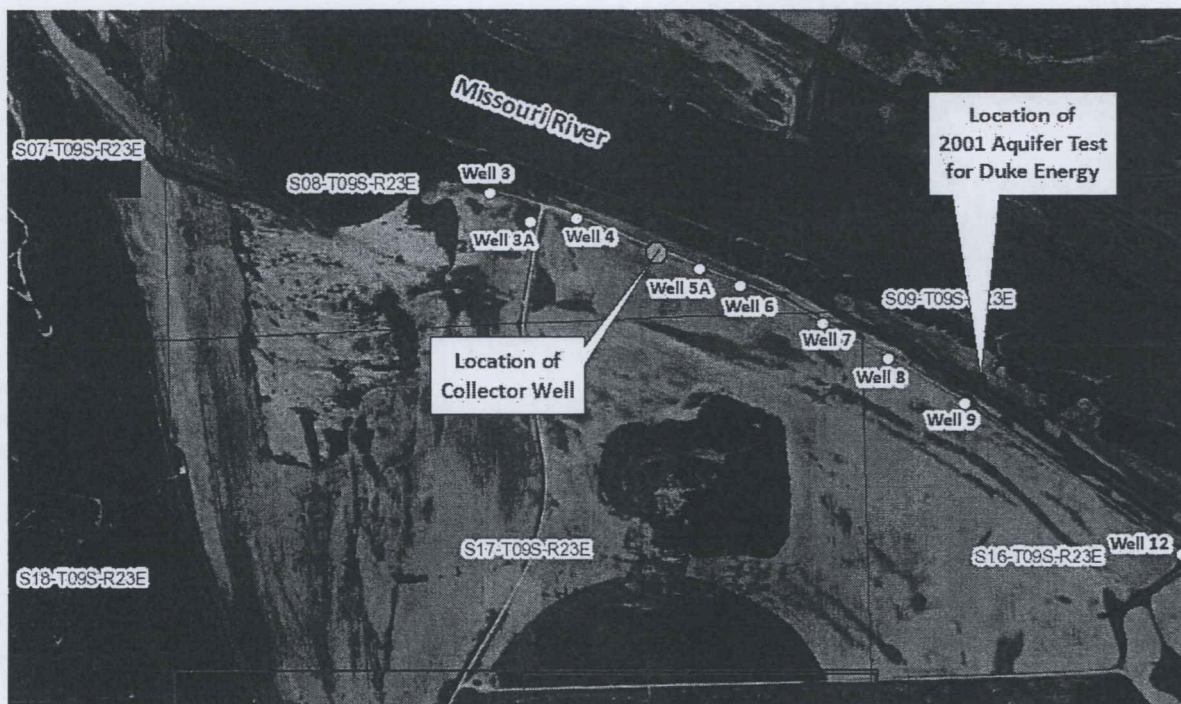 Missouri River
Location of
2001 Aquifer Test
for Duke Energy
S07-T09S-R23E
S08-T09S-R23E
Well 3
Well 3A
Well 4
Well 5A
Well 6
S09-T09S-R23E
Well 7
Location of
Collector Well
Well 8
Well 9
S17-T09S-R23E
S16-T09S-R23E
Well 12
S18-T09S-R23E